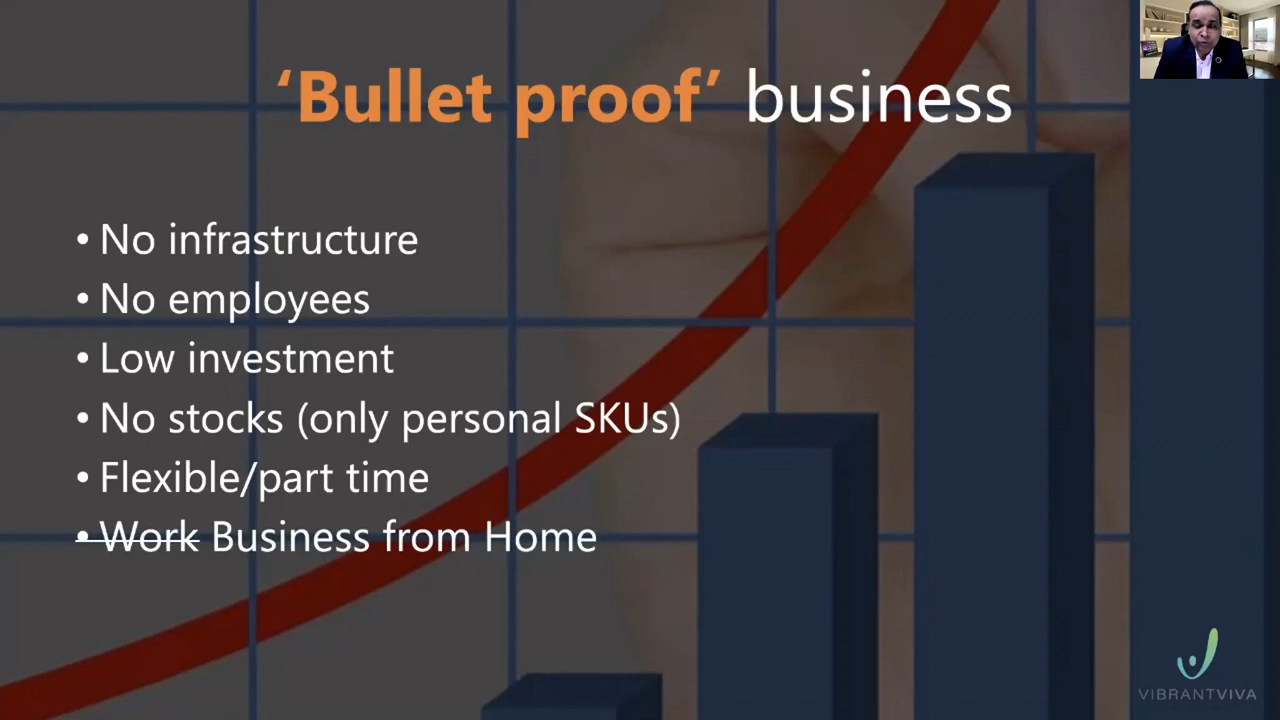 ‘Bullet proof’ business
• No infrastructure
• No employees
• Low investment
• No stocks (only personal SKUs)
• Flexible/part time
• Work Business from Home
VIBRANTVIVA